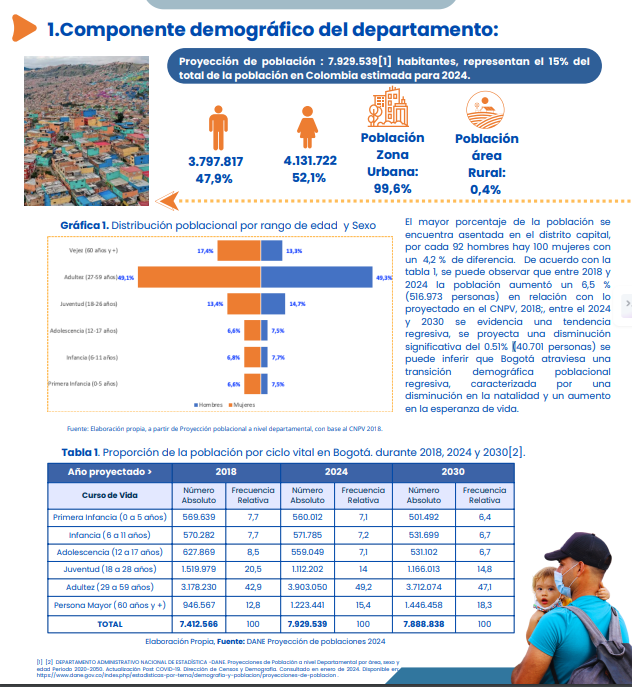 1.Componente demográfico del departamento:
Proyección de población : 7.929.539[1] habitantes, representan el 15% del
total de la población en Colombia estimada para 2024.
3.797.817
47,9%
4.131.722
52,1%
Población
Zona
Urbana:
99,6%
Población
área
Rural:
0,4%
Gráfica 1. Distribución poblacional por rango de edad y Sexo
Vejez (60 años y +) 17,4% 13,3%
Adultez (27-59 años) 49,1% 49,3%
Juventud (18-26 años) 13,4% 14,7%
Adolescencia (12-17 años) 6,6% 7,5%
Infancia (6-11 años) 6,8% 7,7%
Primera Infancia (0-5 años) 6,6% 7,5%
Hombres Mujeres
Fuente: Elaboración propia, a partir de Proyección poblacional a nivel departamental, con base al CNPV 2018.
El mayor porcentaje de la población se
encuentra asentada en el distrito capital,
por cada 92 hombres hay 100 mujeres con
un 4,2 % de diferencia. De acuerdo con la
tabla 1, se puede observar que entre 2018 y
2024 la población aumentó un 6,5 %
(516.973 personas) en relación con lo
proyectado en el CNPV, 2018;, entre el 2024
y 2030 se evidencia una tendencia
regresiva, se proyecta una disminución
significativa del 0.51% (40.701 personas) se
puede inferir que Bogotá atraviesa una
transición demográfica poblacional
regresiva, caracterizada por una
disminución en la natalidad y un aumento
en la esperanza de vida.
Tabla 1. Proporción de la población por ciclo vital en Bogotá. durante 2018, 2024 y 2030[2].
Año proyectado > 2018 2024 2030
Curso de Vida Número Absoluto Frecuencia Relativa Número Absoluto Frecuencia Relativa Número Absoluto Frecuencia Relativa
Primera Infancia (0 a 5 años) 569.639 7,7 560.012 7,1 501.492 6,4
Infancia (6 a 11 años) 570.282 7,7 571.785 7,2 531.699 6,7
Adolescencia (12 a 17 años) 627.869 8,5 559.049 7,1 531.102 6,7
Juventud (18 a 28 años) 1.519.979 20,5 1.112.202 14 1.166.013 14,8
Adultez (29 a 59 años) 3.178.230 42,9 3.903.050 49,2 3.712.074 47,1
Persona Mayor (60 años y +) 946.567 12,8 1.223.441 15,4 1.446.458 18,3
TOTAL 7.412.566 100 7.929.539 100 7.888.838 100
Elaboración Propia, Fuente: DANE Proyección de poblaciones 2024
[1] [2] DEPARTAMENTO ADMINISTRATIVO NACIONAL DE ESTADÍSTICA -DANE. Proyecciones de Población a nivel Departamental por área, sexo y
edad Periodo 2020-2050. Actualización Post COVID-19. Dirección de Censos y Demografía. Consultado en enero de 2024. Disponible en
https://www.dane.gov.co/index.php/estadisticas-por-tema/demografia-y-poblacion/proyecciones-de-poblacion .